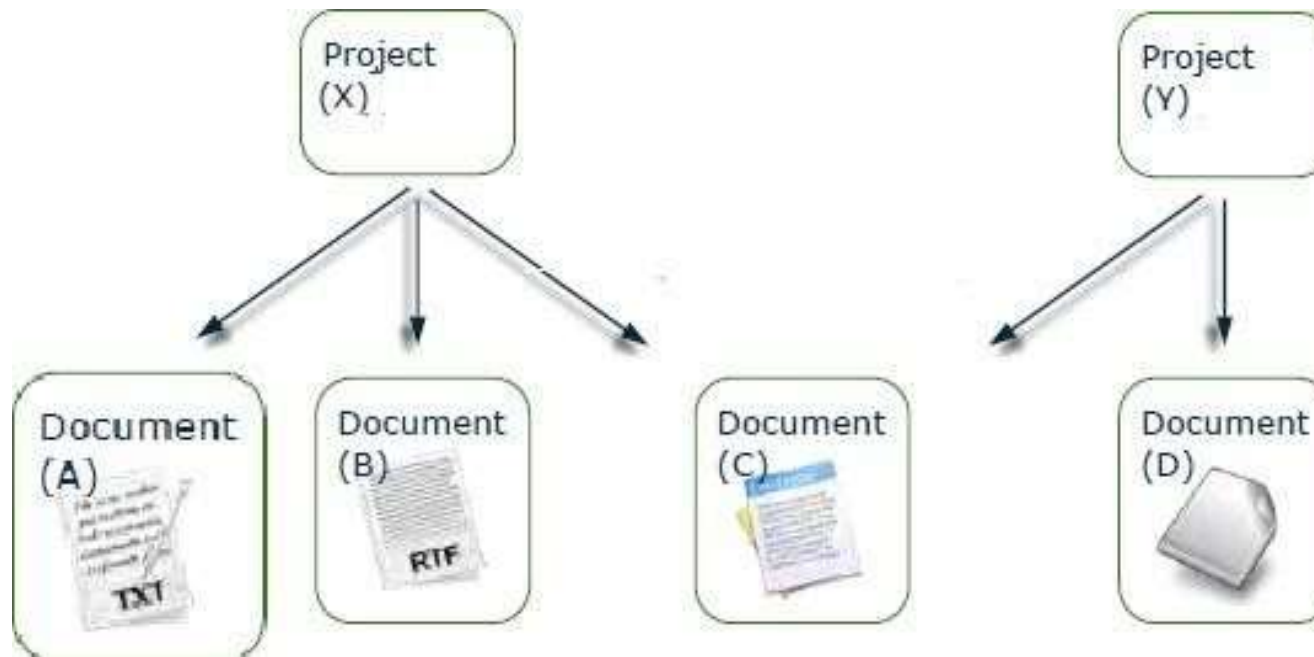 Project
(X)
Project
(Y)
Document
(A)
TXT
Document
(B)
RTF
Document
(C)
Document
(D)